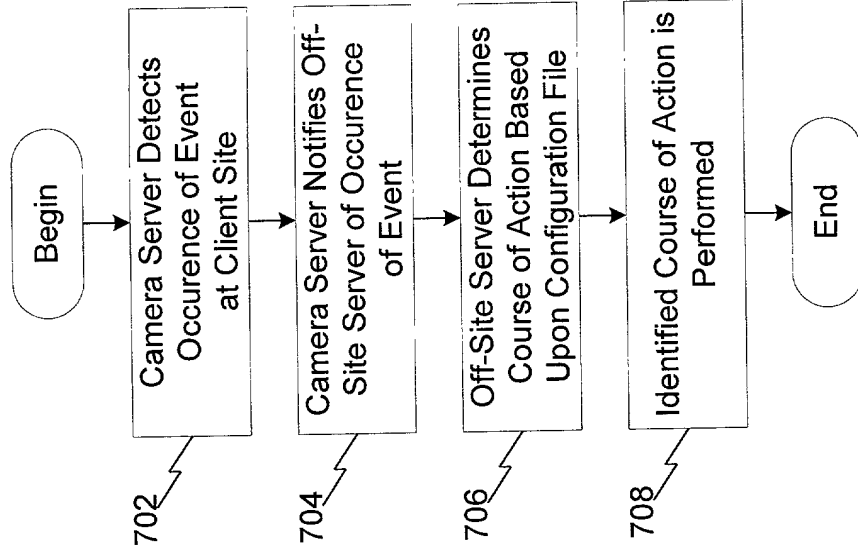 Begin
702
Camera Server Detects
Occurence of Event
at Client Site
704
Camera Server Notifies Off-
Site Server of Occurence
of Event
706
Off-Site Server Determines
Course of Action Based
Upon Configuration File
708
Identified Course of Action is
Performed
End